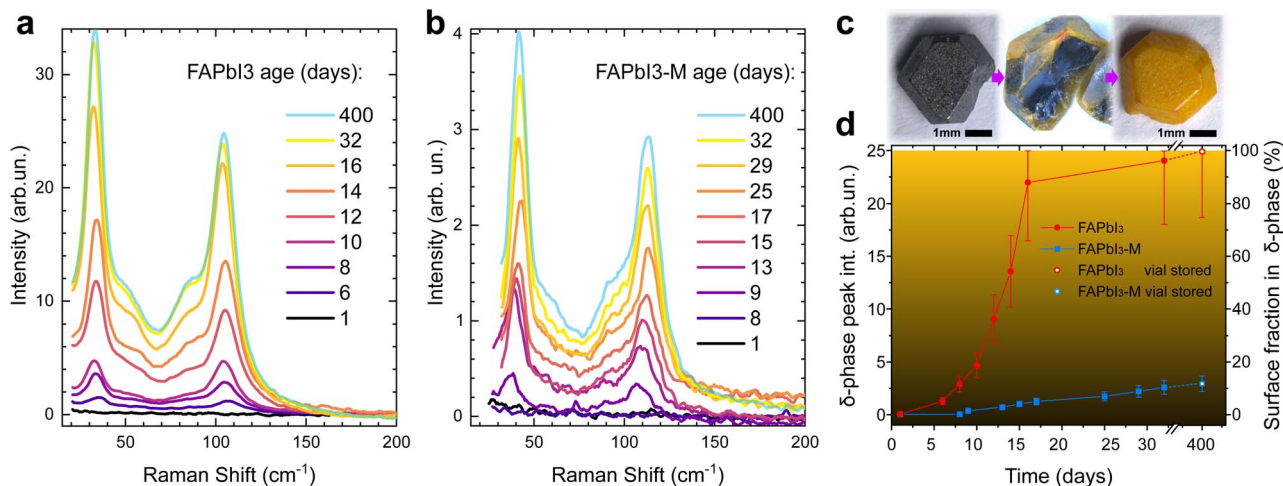 a
FAPbI3 age (days):
400
32
16
14
12
10
8
6
1
30
20
10
0
Intensity (arb.un.)
50
100
150
200
Raman Shift (cm⁻¹)
b
FAPbI3-M age (days):
400
32
29
25
17
15
13
9
8
1
4
3
2
1
0
Intensity (arb.un.)
50
100
150
200
Raman Shift (cm⁻¹)
c
1mm
1mm
d
25
20
15
10
5
0
δ-phase peak int. (arb.un.)
FAPbI₃
FAPbI₃-M
FAPbI₃ vial stored
FAPbI₃-M vial stored
100
80
60
40
20
0
Surface fraction in δ-phase (%)
0
5
10
15
20
25
30
400
Time (days)